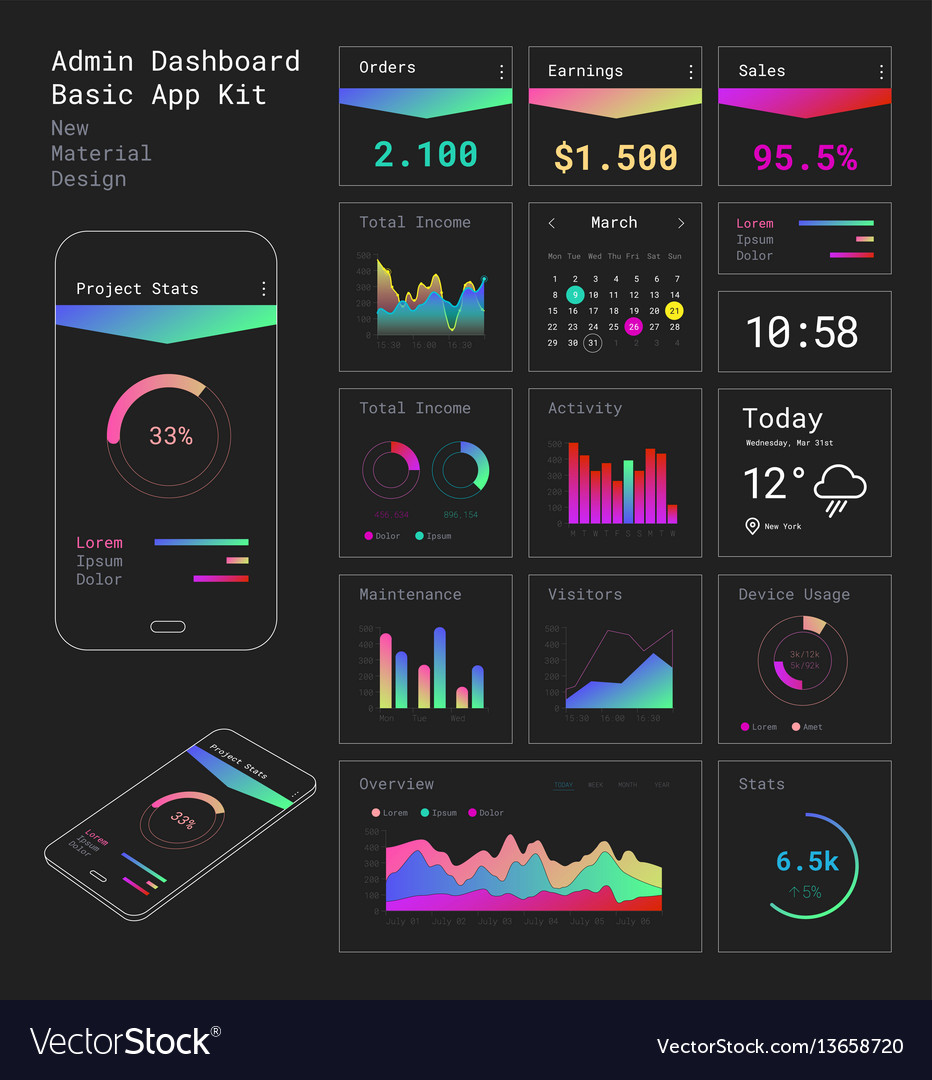 Admin Dashboard
Basic App Kit
New
Material
Design
Project Stats
33%
Lorem
Ipsum
Dolor
Project Stats
33%
Lorem
Ipsum
Dolor
Orders
2.100
Earnings
$1.500
Sales
95.5%
Total Income
500
400
300
200
100
0
15.30 16.00 16.30
March
Mon Tue Wed Thu Fri Sat Sun
1 2 3 4 5 6 7
8 9 10 11 12 13 14
15 16 17 18 19 20 21
22 23 24 25 26 27 28
29 30 31 1 2 3 4
Lorem
Ipsum
Dolor
10:58
Total Income
456.634 896.154
Dolor Ipsum
Activity
500
400
300
200
100
0
M T W T F S S M T W
Today
Wednesday, Mar 31st
12°
New York
Maintenance
500
400
300
200
100
0
Mon Tue Wed
Visitors
500
400
300
200
100
0
15.30 16.00 16.30
Device Usage
3k/12k
5k/92k
Lorem Amet
Overview
TODAY WEEK MONTH YEAR
Lorem Ipsum Dolor
500
400
300
200
100
0
July 01 July 02 July 03 July 04 July 05 July 06
Stats
6.5k
↑5%
VectorStock®
VectorStock.com/13658720